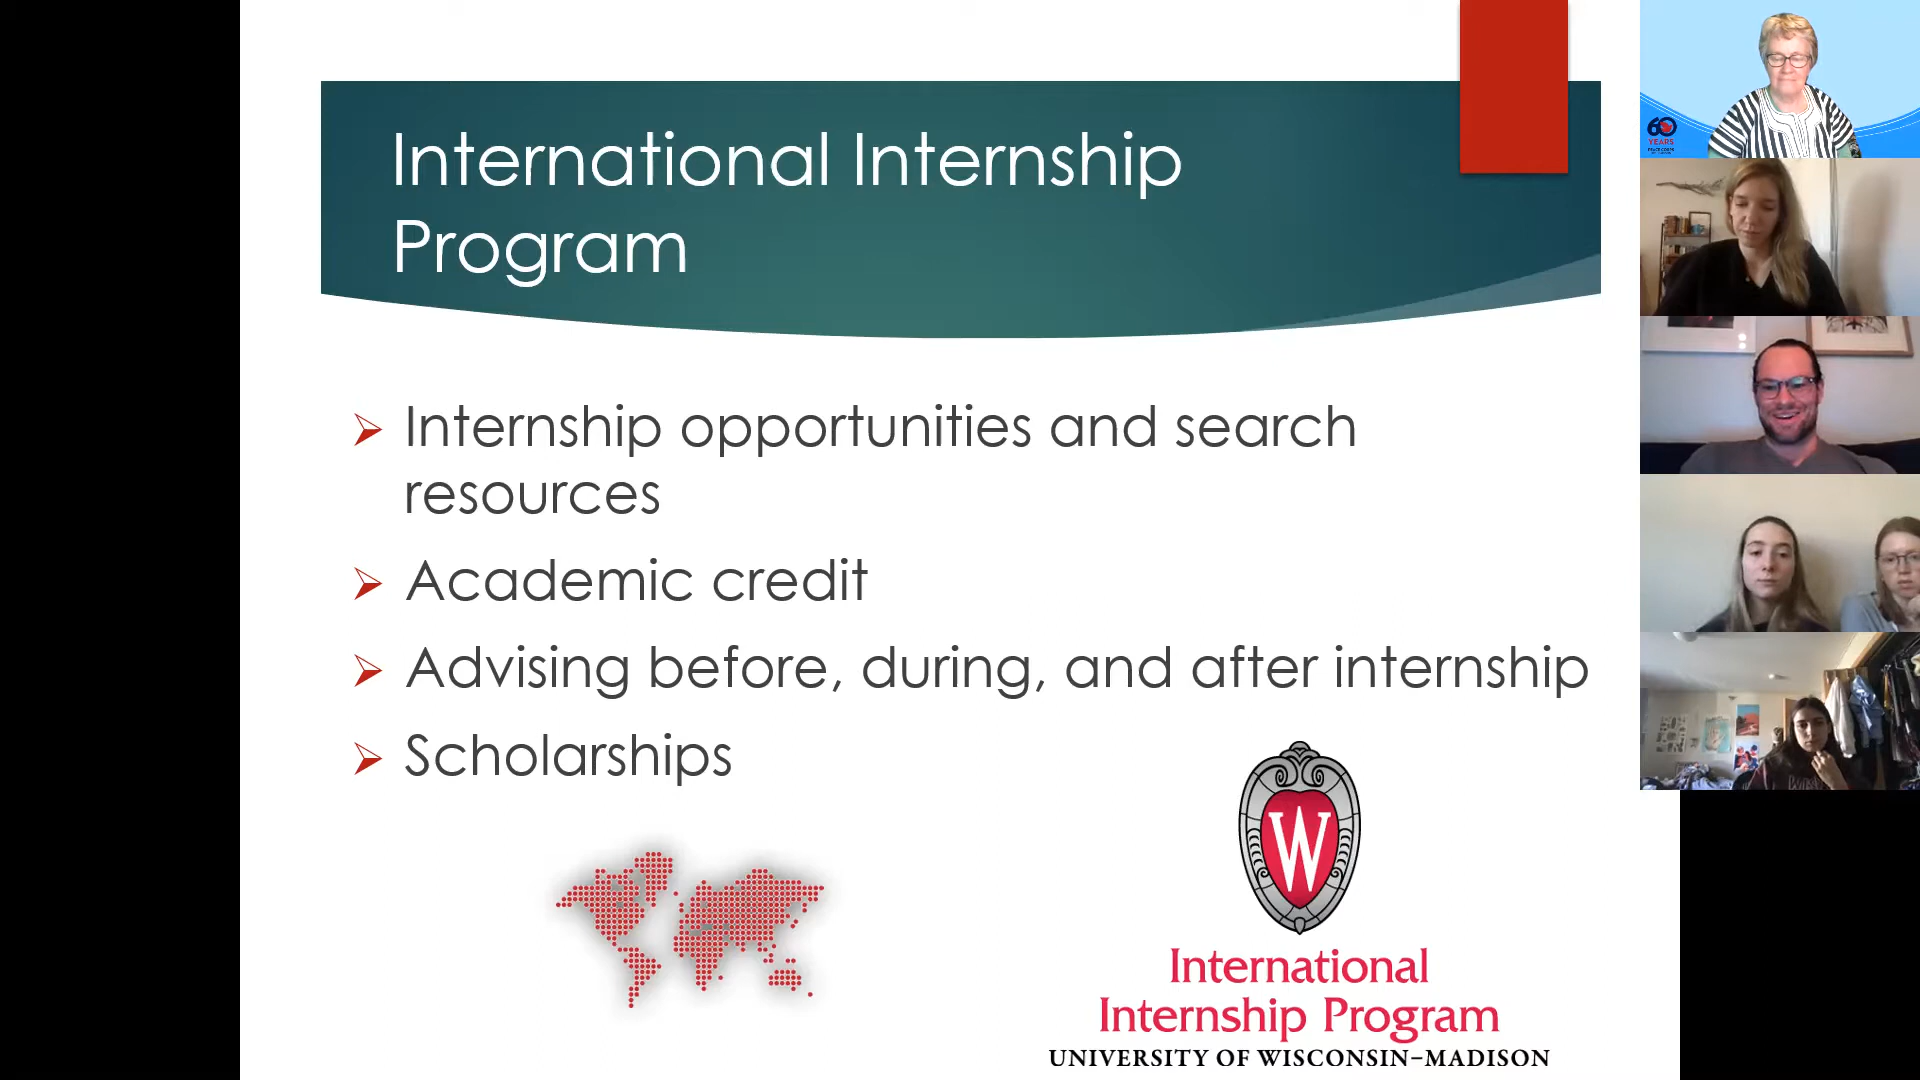 International Internship
Program
Internship opportunities and search
resources
Academic credit
Advising before, during, and after internship
Scholarships
W
International
Internship Program
UNIVERSITY OF WISCONSIN–MADISON
60
YEARS